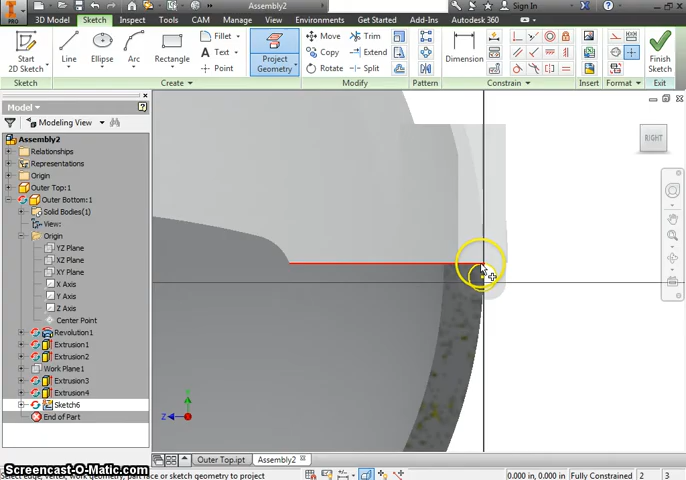 Assembly2
Sign In
PRO
3D Model
Sketch
Inspect
Tools
CAM
Manage
View
Environments
Get Started
Add-Ins
Autodesk 360
Start
2D Sketch
Line
Ellipse
Arc
Rectangle
Fillet
Text
Point
Project
Geometry
Move
Copy
Rotate
Trim
Extend
Split
Dimension
Finish
Sketch
Create
Modify
Pattern
Constrain
Insert
Format
Exit
Model
Modeling View
Assembly2
Relationships
Representations
Origin
Outer Top:1
Outer Bottom:1
Solid Bodies(1)
View:
Origin
YZ Plane
XZ Plane
XY Plane
X Axis
Y Axis
Z Axis
Center Point
Revolution1
Extrusion1
Extrusion2
Work Plane1
Extrusion3
Extrusion4
Sketch6
End of Part
RIGHT
Z
Outer Top.ipt
Assembly2
Screencast-O-Matic.com
Select edge, vertex, work geometry, part face or sketch geometry to project
0.000 in, 0.000 in
Fully Constrained
2
3